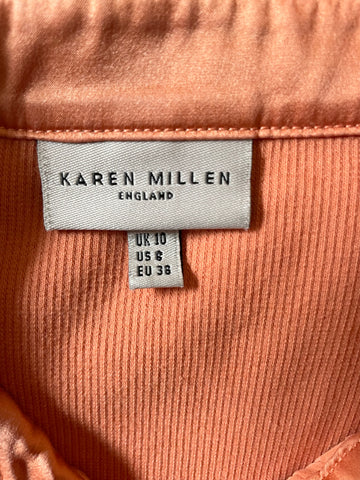 KAREN MILLEN
ENGLAND
UK 10
US 6
EU 38